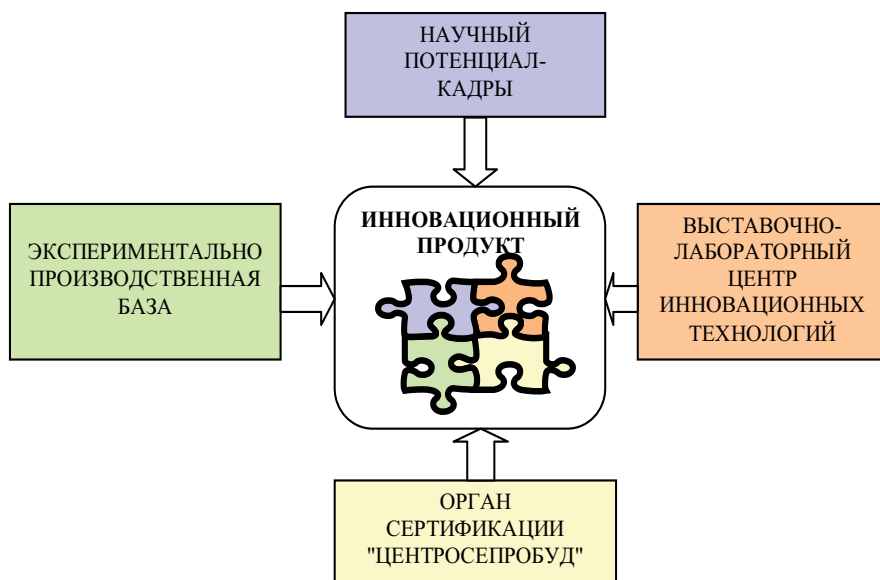 НАУЧНЫЙ
ПОТЕНЦИАЛ-
КАДРЫ
ИННОВАЦИОННЫЙ
ПРОДУКТ
ЭКСПЕРИМЕНТАЛЬНО
ПРОИЗВОДСТВЕННАЯ
БАЗА
ВЫСТАВОЧНО-
ЛАБОРАТОРНЫЙ
ЦЕНТР
ИННОВАЦИОННЫХ
ТЕХНОЛОГИЙ
ОРГАН
СЕРТИФИКАЦИИ
"ЦЕНТРОСЕПРОБУД"